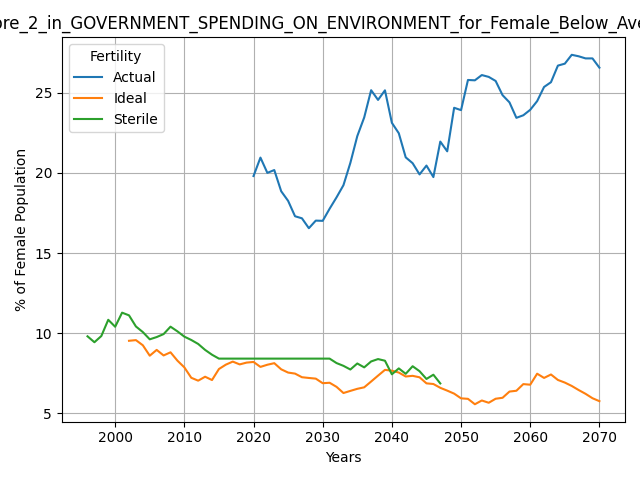 ore_2_in_GOVERNMENT_SPENDING_ON_ENVIRONMENT_for_Female_Below_Ave
Fertility
Actual
Ideal
Sterile
% of Female Population
25
20
15
10
5
2000 2010 2020 2030 2040 2050 2060 2070
Years